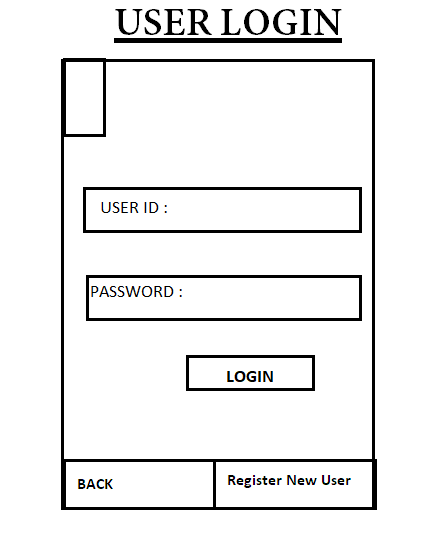 USER LOGIN
USER ID :
PASSWORD :
LOGIN
BACK
Register New User